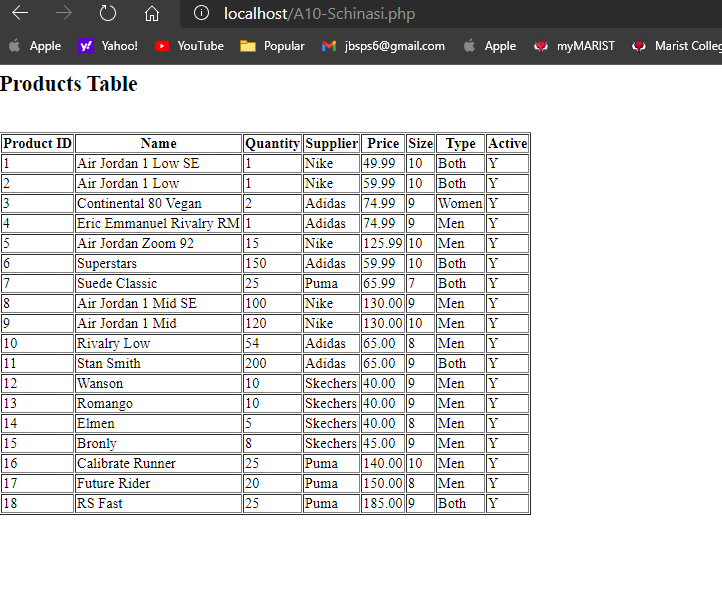 localhost/A10-Schinasi.php
Apple Yahoo! YouTube Popular jbsps6@gmail.com Apple myMARIST Marist Colleg
Products Table
Product ID Name Quantity Supplier Price Size Type Active
1 Air Jordan 1 Low SE 1 Nike 49.99 10 Both Y
2 Air Jordan 1 Low 1 Nike 59.99 10 Both Y
3 Continental 80 Vegan 2 Adidas 74.99 9 Women Y
4 Eric Emmanuel Rivalry RM 1 Adidas 74.99 9 Men Y
5 Air Jordan Zoom 92 15 Nike 125.99 10 Men Y
6 Superstars 150 Adidas 59.99 10 Both Y
7 Suede Classic 25 Puma 65.99 7 Both Y
8 Air Jordan 1 Mid SE 100 Nike 130.00 9 Men Y
9 Air Jordan 1 Mid 120 Nike 130.00 10 Men Y
10 Rivalry Low 54 Adidas 65.00 8 Men Y
11 Stan Smith 200 Adidas 65.00 9 Both Y
12 Wanson 10 Skechers 40.00 9 Men Y
13 Romango 10 Skechers 40.00 9 Men Y
14 Elmen 5 Skechers 40.00 8 Men Y
15 Bronly 8 Skechers 45.00 9 Men Y
16 Calibrate Runner 25 Puma 140.00 10 Men Y
17 Future Rider 20 Puma 150.00 8 Men Y
18 RS Fast 25 Puma 185.00 9 Both Y